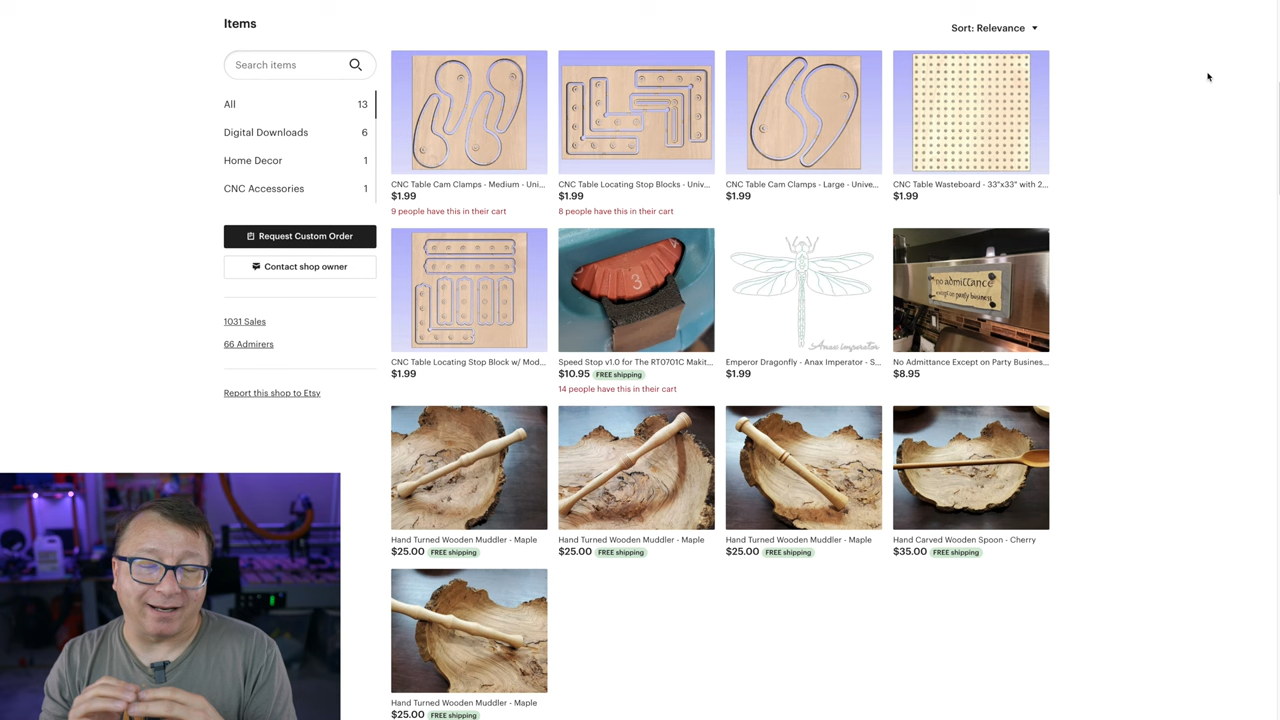 Items
Sort: Relevance
Search items
All 13
Digital Downloads 6
Home Decor 1
CNC Accessories 1
Request Custom Order
Contact shop owner
1031 Sales
66 Admirers
Report this shop to Etsy
CNC Table Cam Clamps - Medium - Uni...
$1.99
9 people have this in their cart
CNC Table Locating Stop Blocks - Univ...
$1.99
8 people have this in their cart
CNC Table Cam Clamps - Large - Unive...
$1.99
CNC Table Wasteboard - 33"x33" with 2...
$1.99
CNC Table Locating Stop Block w/ Mod...
$1.99
3
Speed Stop v1.0 for The RT0701C Makit...
$10.95 FREE shipping
14 people have this in their cart
Anax imperator
Emperor Dragonfly - Anax Imperator - S...
$1.99
no admittance
except on party business
No Admittance Except on Party Busines...
$8.95
Hand Turned Wooden Muddler - Maple
$25.00 FREE shipping
Hand Turned Wooden Muddler - Maple
$25.00 FREE shipping
Hand Turned Wooden Muddler - Maple
$25.00 FREE shipping
Hand Carved Wooden Spoon - Cherry
$35.00 FREE shipping
Hand Turned Wooden Muddler - Maple
$25.00 FREE shipping